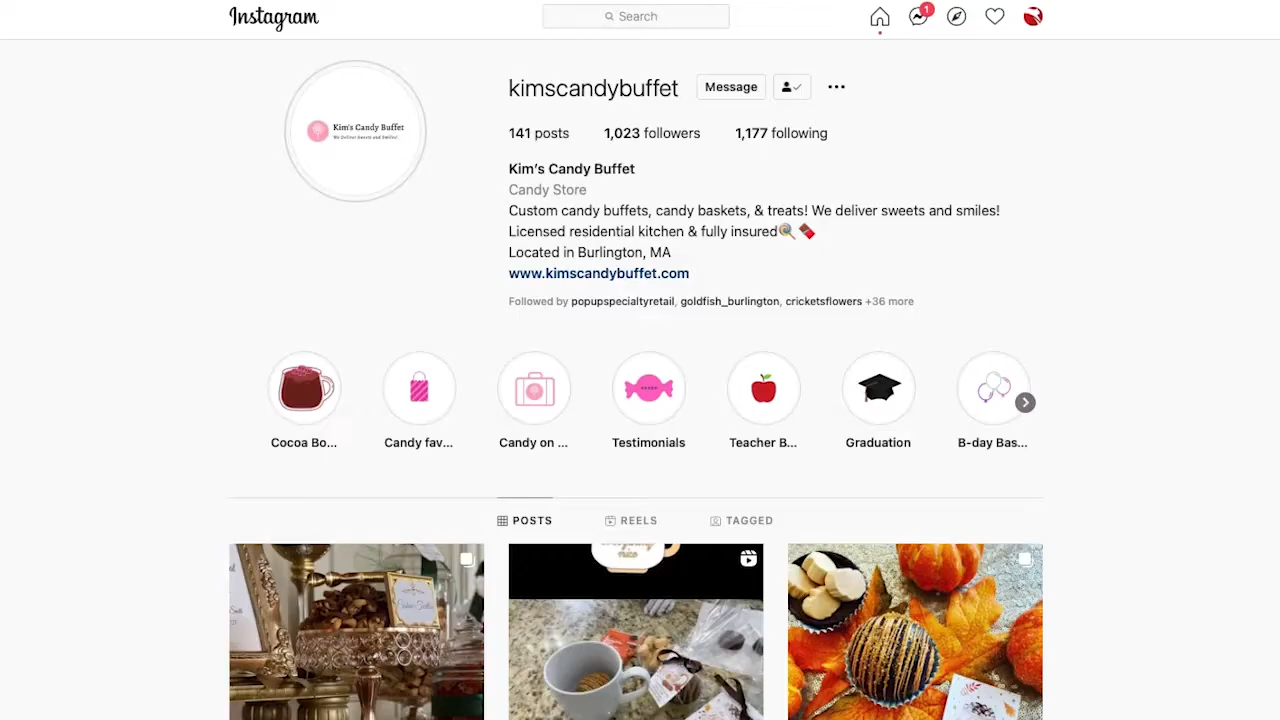 Instagram
Search
1
kimscandybuffet
Message
141 posts
1,023 followers
1,177 following
Kim's Candy Buffet
We Deliver Sweets and Smiles!
Kim's Candy Buffet
Candy Store
Custom candy buffets, candy baskets, & treats! We deliver sweets and smiles!
Licensed residential kitchen & fully insured
Located in Burlington, MA
www.kimscandybuffet.com
Followed by popupspecialtyretail, goldfish_burlington, cricketsflowers +36 more
Cocoa Bo...
Candy fav...
Candy on ...
Testimonials
Teacher B...
Graduation
B-day Bas...
POSTS
REELS
TAGGED
nice